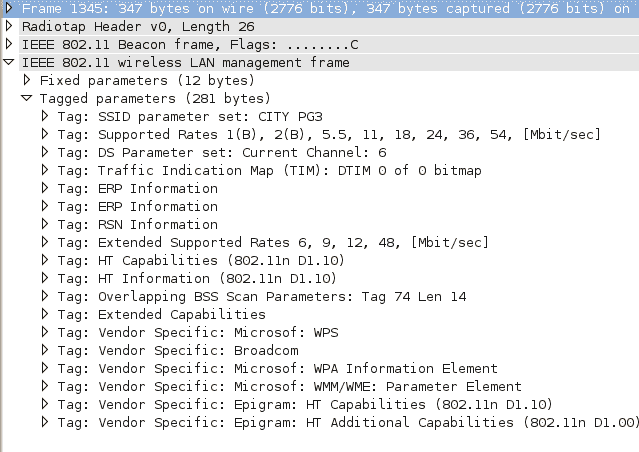 Frame 1345: 347 bytes on wire (2776 bits), 347 bytes captured (2776 bits) on
Radiotap Header v0, Length 26
IEEE 802.11 Beacon frame, Flags: ........C
IEEE 802.11 wireless LAN management frame
Fixed parameters (12 bytes)
Tagged parameters (281 bytes)
Tag: SSID parameter set: CITY PG3
Tag: Supported Rates 1(B), 2(B), 5.5, 11, 18, 24, 36, 54, [Mbit/sec]
Tag: DS Parameter set: Current Channel: 6
Tag: Traffic Indication Map (TIM): DTIM 0 of 0 bitmap
Tag: ERP Information
Tag: ERP Information
Tag: RSN Information
Tag: Extended Supported Rates 6, 9, 12, 48, [Mbit/sec]
Tag: HT Capabilities (802.11n D1.10)
Tag: HT Information (802.11n D1.10)
Tag: Overlapping BSS Scan Parameters: Tag 74 Len 14
Tag: Extended Capabilities
Tag: Vendor Specific: Microsof: WPS
Tag: Vendor Specific: Broadcom
Tag: Vendor Specific: Microsof: WPA Information Element
Tag: Vendor Specific: Microsof: WMM/WME: Parameter Element
Tag: Vendor Specific: Epigram: HT Capabilities (802.11n D1.10)
Tag: Vendor Specific: Epigram: HT Additional Capabilities (802.11n D1.00)